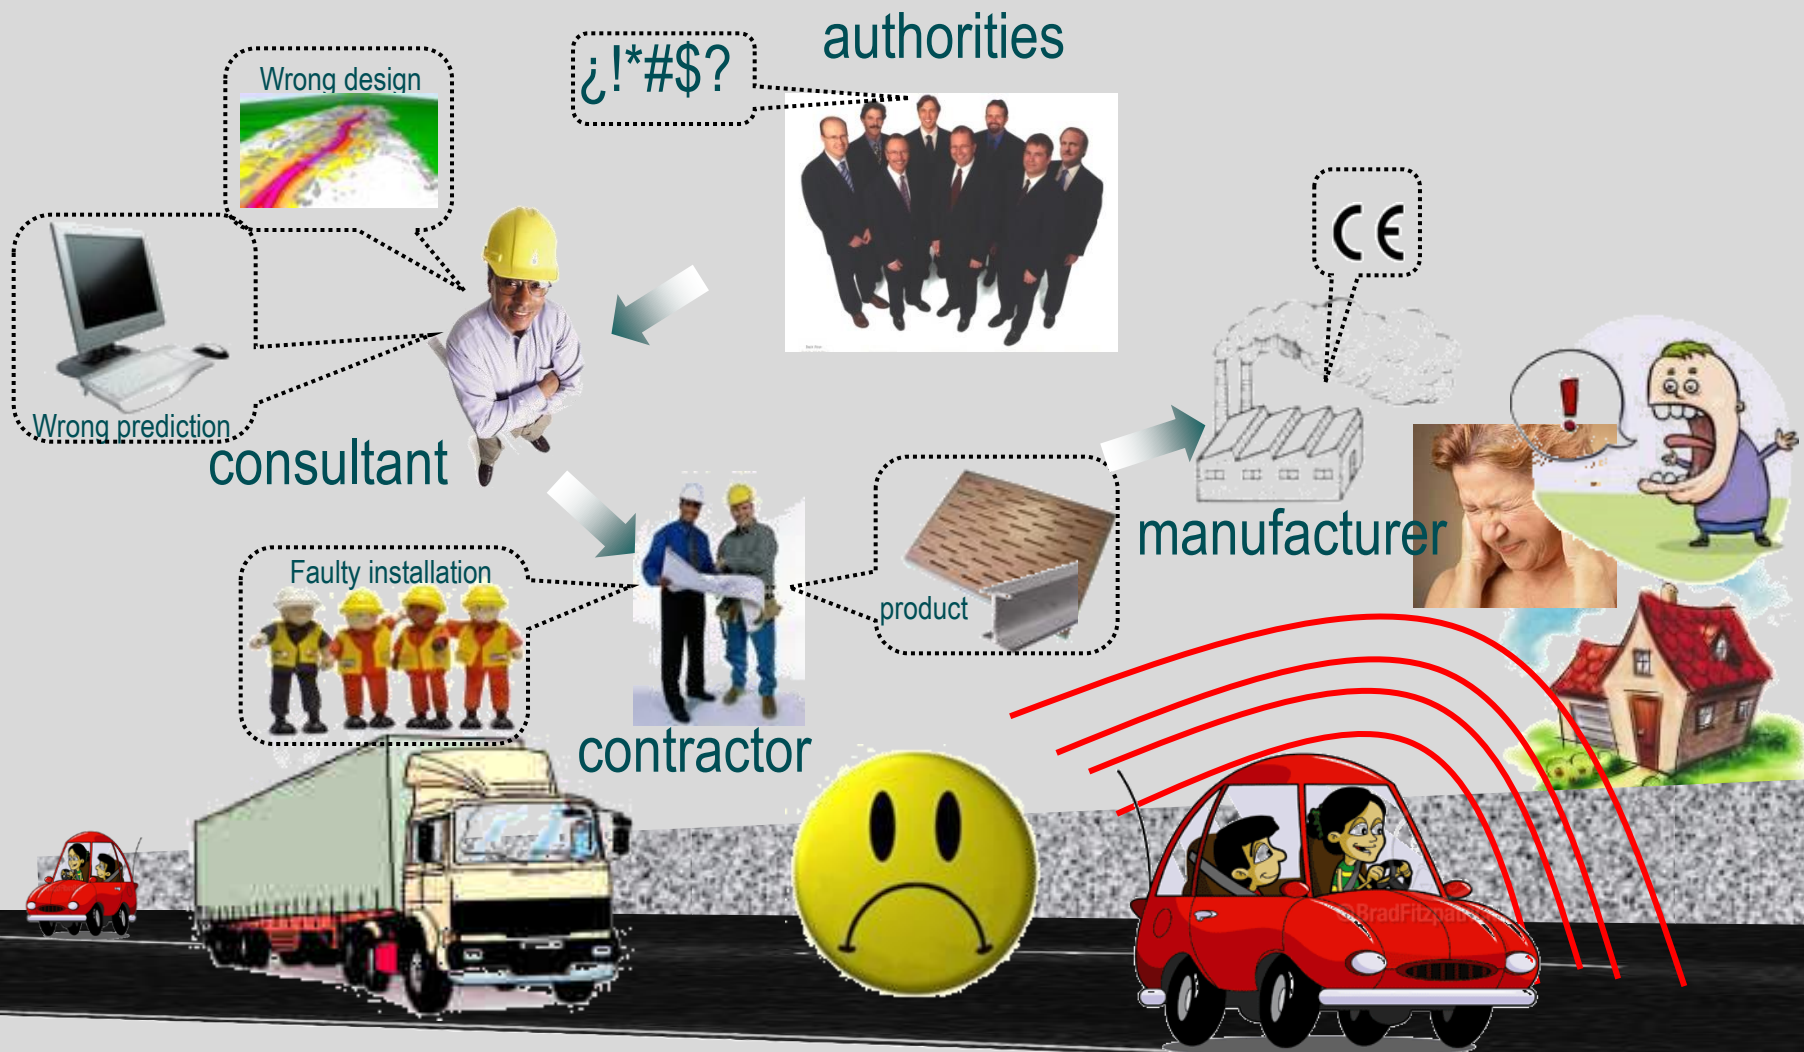 authorities
¿!*#$?
Wrong design
CE
Wrong prediction
!
consultant
manufacturer
Faulty installation
product
contractor